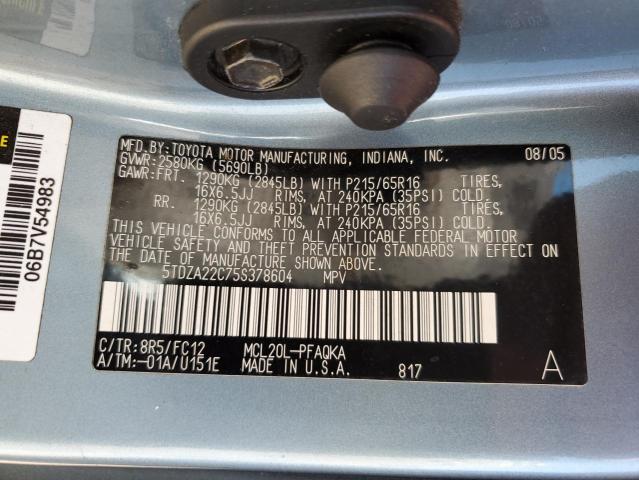 MFD.BY:TOYOTA MOTOR MANUFACTURING, INDIANA, INC. 08/05
GVWR:2580KG (5690LB)
GAWR:FRT. 1290KG (2845LB) WITH P215/65R16 TIRES,
16X6.5JJ RIMS, AT 240KPA (35PSI) COLD.
RR. 1290KG (2845LB) WITH P215/65R16 TIRES,
16X6.5JJ RIMS, AT 240KPA (35PSI) COLD.
THIS VEHICLE CONFORMS TO ALL APPLICABLE FEDERAL MOTOR
VEHICLE SAFETY AND THEFT PREVENTION STANDARDS IN EFFECT ON
THE DATE OF MANUFACTURE SHOWN ABOVE.
5TDZA22C75S378604 MPV
C/TR:8R5/FC12 MCL20L-PFAQKA
A/TM:-01A/U151E MADE IN U.S.A. 817 A
06B7V54983